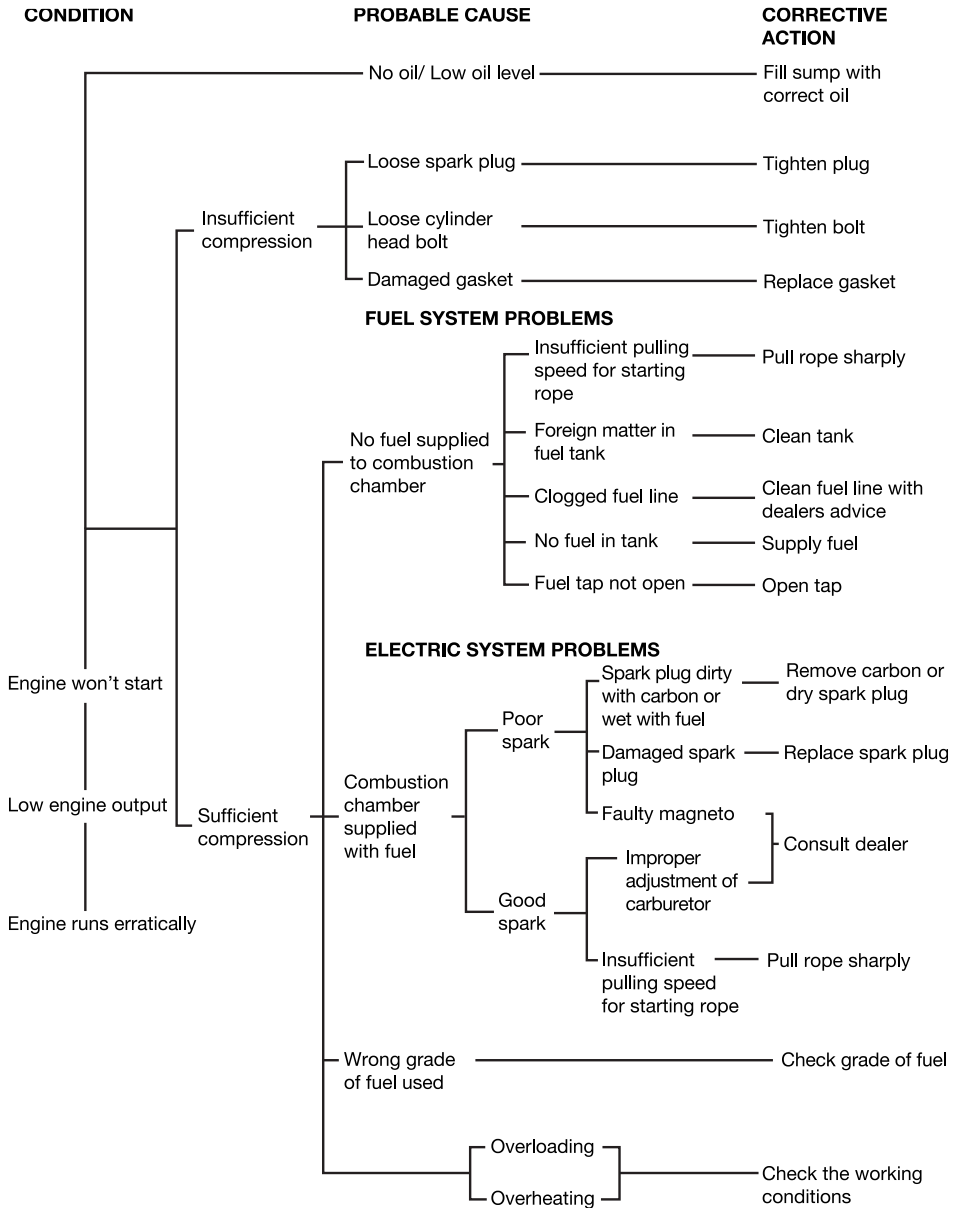 CONDITION
PROBABLE CAUSE
CORRECTIVE
ACTION
No oil/ Low oil level
Fill sump with
correct oil
Insufficient
compression
Loose spark plug
Tighten plug
Loose cylinder
head bolt
Tighten bolt
Damaged gasket
Replace gasket
FUEL SYSTEM PROBLEMS
No fuel supplied
to combustion
chamber
Insufficient pulling
speed for starting
rope
Pull rope sharply
Foreign matter in
fuel tank
Clean tank
Clogged fuel line
Clean fuel line with
dealers advice
No fuel in tank
Supply fuel
Fuel tap not open
Open tap
ELECTRIC SYSTEM PROBLEMS
Engine won't start
Low engine output
Engine runs erratically
Sufficient
compression
Combustion
chamber
supplied
with fuel
Poor
spark
Spark plug dirty
with carbon or
wet with fuel
Remove carbon or
dry spark plug
Damaged spark
plug
Replace spark plug
Faulty magneto
Consult dealer
Good
spark
Improper
adjustment of
carburetor
Insufficient
pulling speed
for starting rope
Pull rope sharply
Wrong grade
of fuel used
Check grade of fuel
Overloading
Overheating
Check the working
conditions